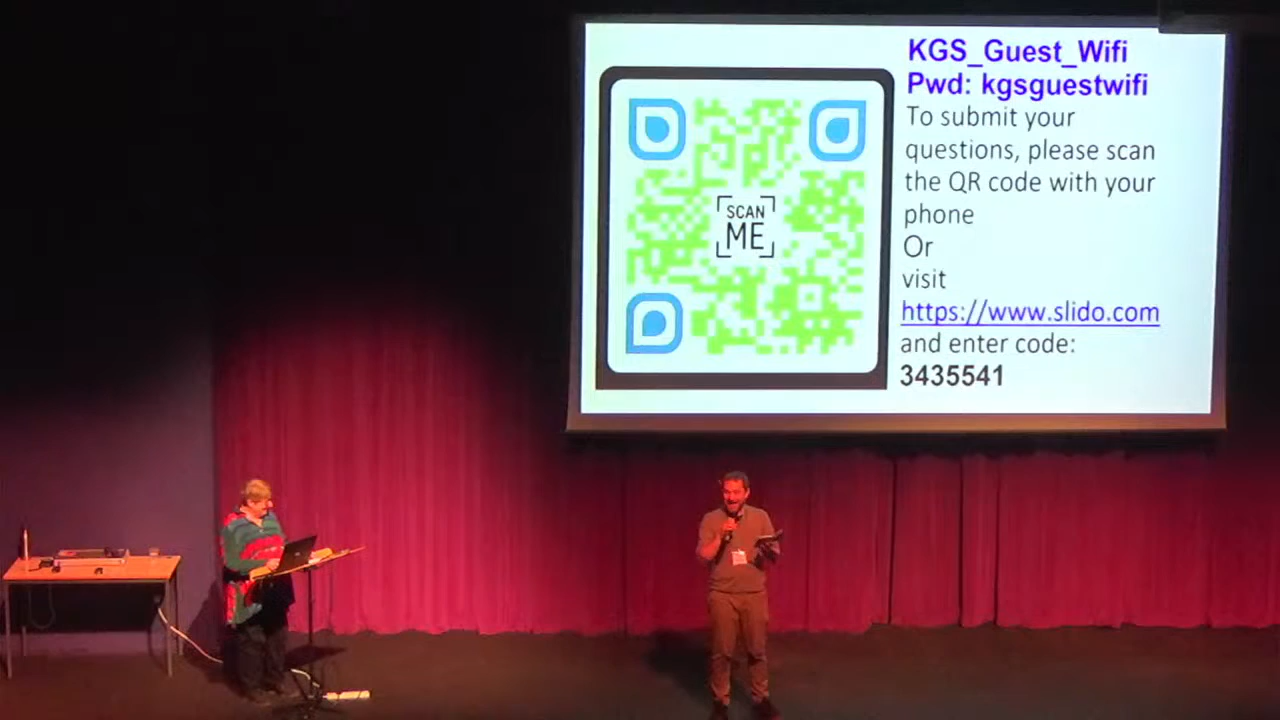 KGS_Guest_Wifi
Pwd: kgsguestwifi
To submit your
questions, please scan
the QR code with your
phone
Or
visit
https://www.slido.com
and enter code:
3435541
SCAN
ME